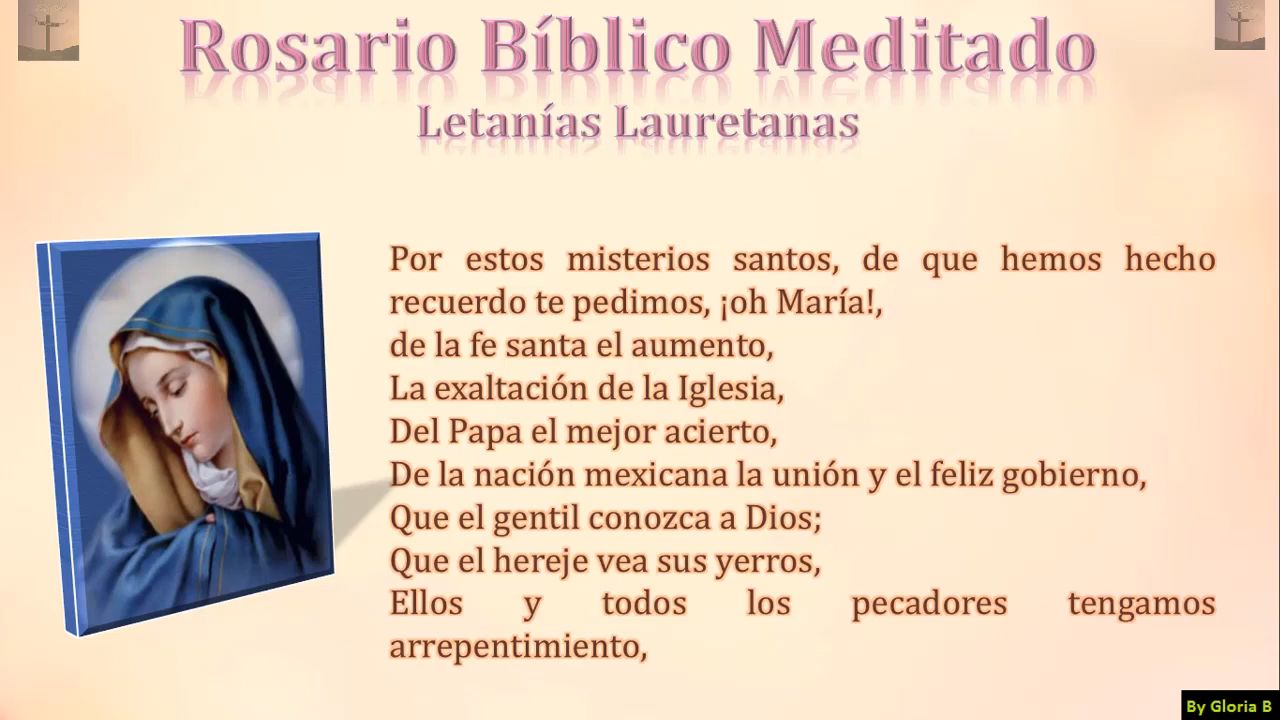 Rosario Bíblico Meditado
Letanías Lauretanas
Por estos misterios santos, de que hemos hecho
recuerdo te pedimos, ¡oh María!,
de la fe santa el aumento,
La exaltación de la Iglesia,
Del Papa el mejor acierto,
De la nación mexicana la unión y el feliz gobierno,
Que el gentil conozca a Dios;
Que el hereje vea sus yerros,
Ellos y todos los pecadores tengamos
arrepentimiento,
By Gloria B